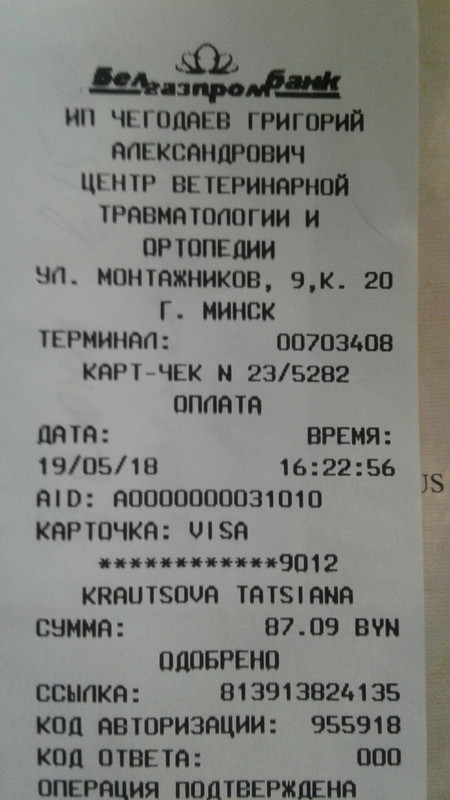 Белгазпромбанк
ИП ЧЕГОДАЕВ ГРИГОРИЙ
АЛЕКСАНДРОВИЧ
ЦЕНТР ВЕТЕРИНАРНОЙ
ТРАВМАТОЛОГИИ И
ОРТОПЕДИИ
УЛ. МОНТАЖНИКОВ, 9,К. 20
Г. МИНСК
ТЕРМИНАЛ: 00703408
КАРТ-ЧЕК N 23/5282
ОПЛАТА
ДАТА: ВРЕМЯ:
19/05/18 16:22:56
AID: A0000000031010
КАРТОЧКА: VISA
************9012
KRAUTSOVA TATSIANA
СУММА: 87.09 BYN
ОДОБРЕНО
ССЫЛКА: 813913824135
КОД АВТОРИЗАЦИИ: 955918
КОД ОТВЕТА: 000
ОПЕРАЦИЯ ПОДТВЕРЖДЕНА